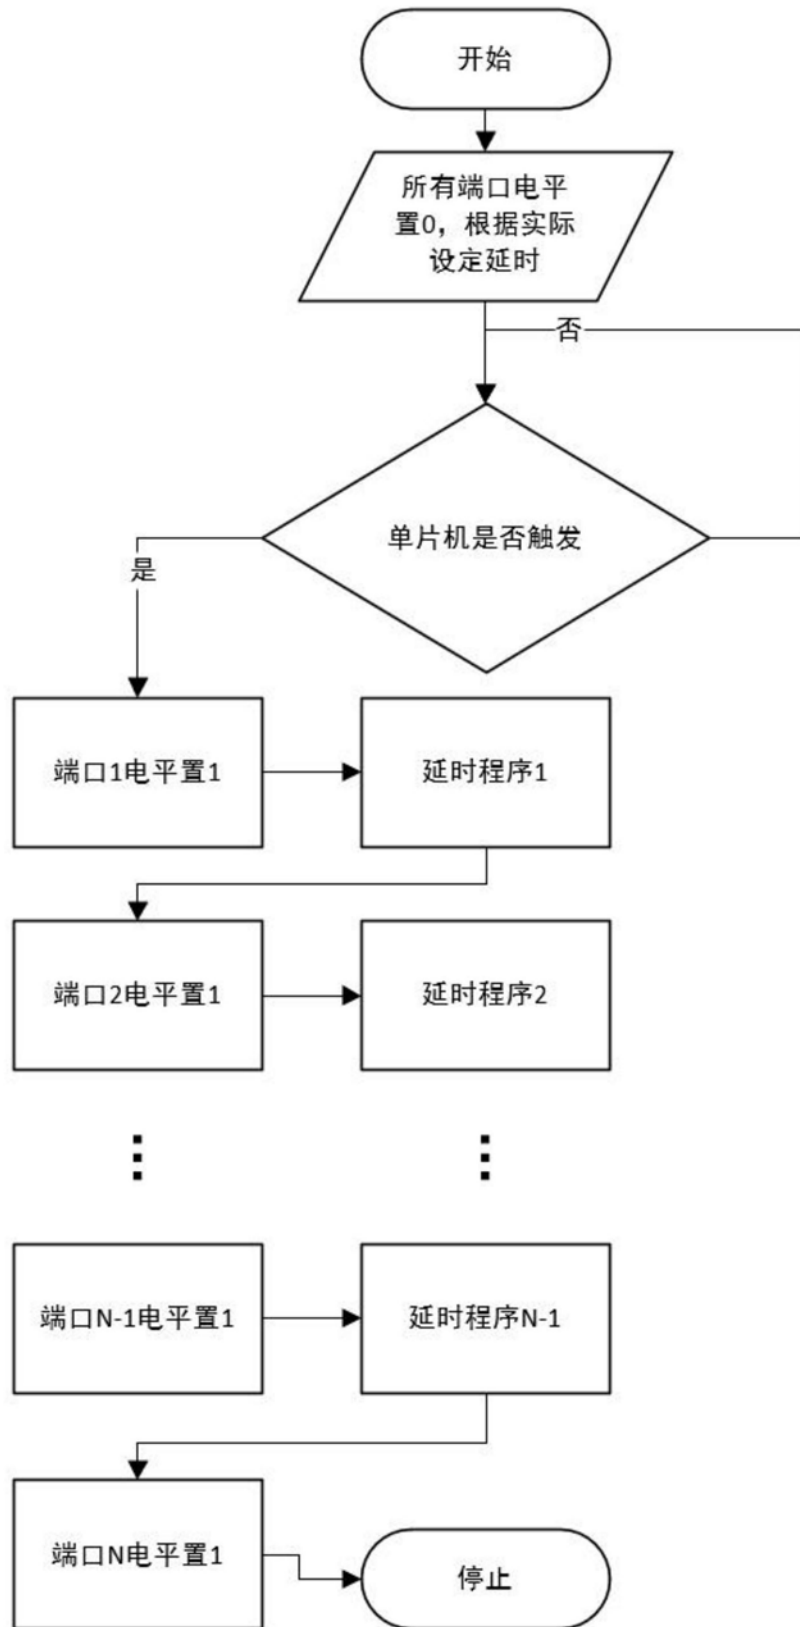 开始
所有端口电平
置0，根据实际
设定延时
否
单片机是否触发
是
端口1电平置1
延时程序1
端口2电平置1
延时程序2
端口N-1电平置1
延时程序N-1
端口N电平置1
停止